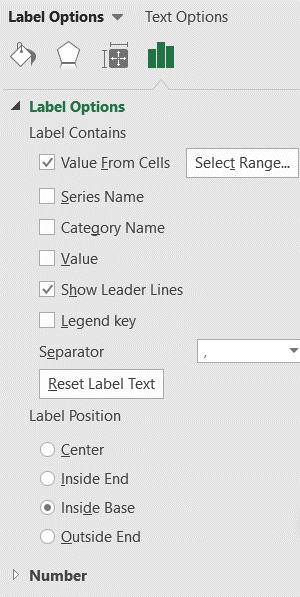 Label Options Text Options
Label Options
Label Contains
Value From Cells Select Range...
Series Name
Category Name
Value
Show Leader Lines
Legend key
Separator ,
Reset Label Text
Label Position
Center
Inside End
Inside Base
Outside End
Number